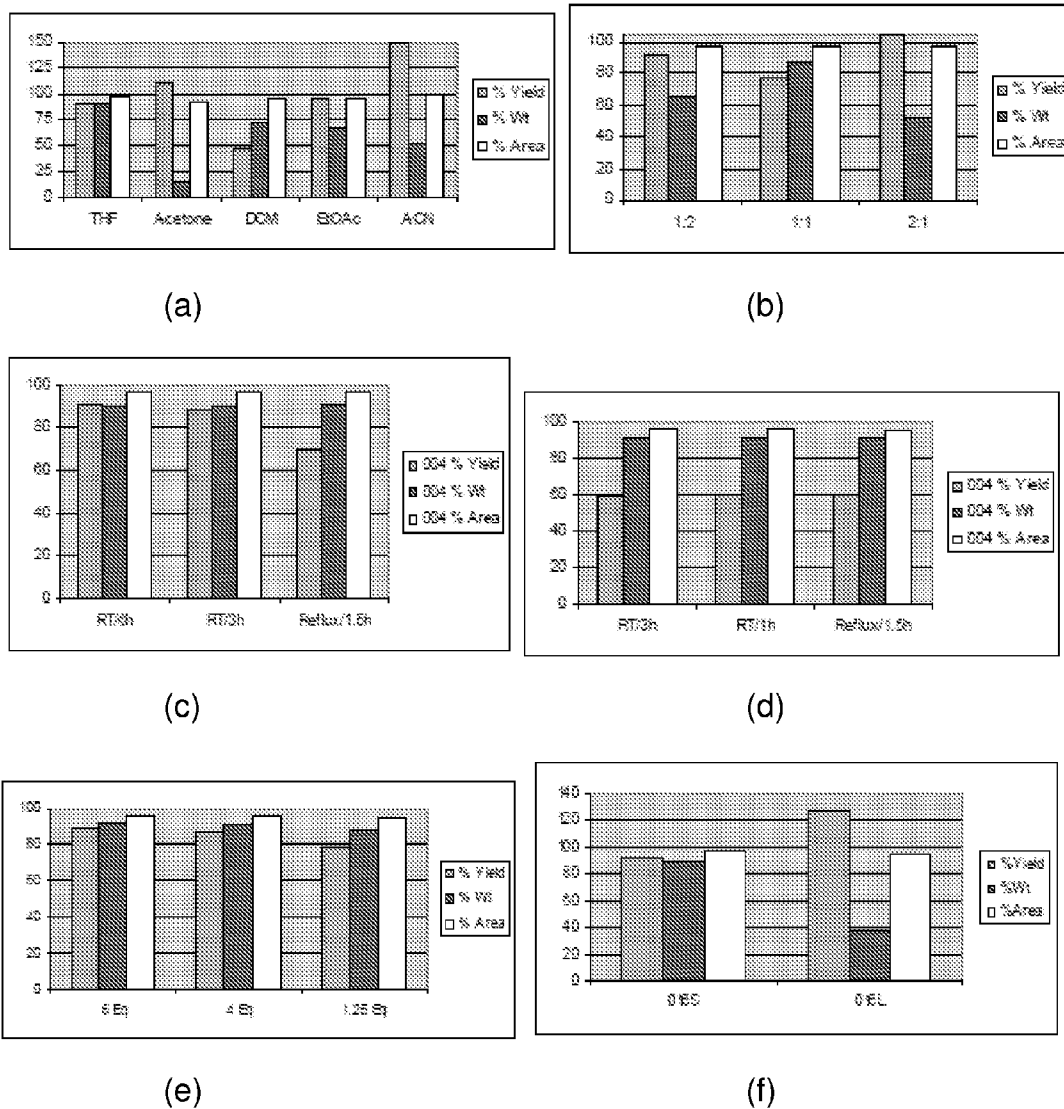 150
125
100
75
50
25
0
THF Acetone DCM EtOAc ACN
% Yield
% Wt
% Area
(a)
100
80
60
40
20
0
1:2 1:1 2:1
% Yield
% Wt
% Area
(b)
100
80
60
40
20
0
RT/3h Reflux/1.5h
004 % Yield
004 % Wt
004 % Area
(c)
100
80
60
40
20
0
RT/3h RT/1h Reflux/1.5h
004 % Yield
004 % Wt
004 % Area
(d)
100
80
60
40
20
0
Eq 4 Eq 1.25 Eq
% Yield
% Wt
% Area
(e)
140
120
100
80
60
40
20
0
%Yield
%Wt
%Area
(f)